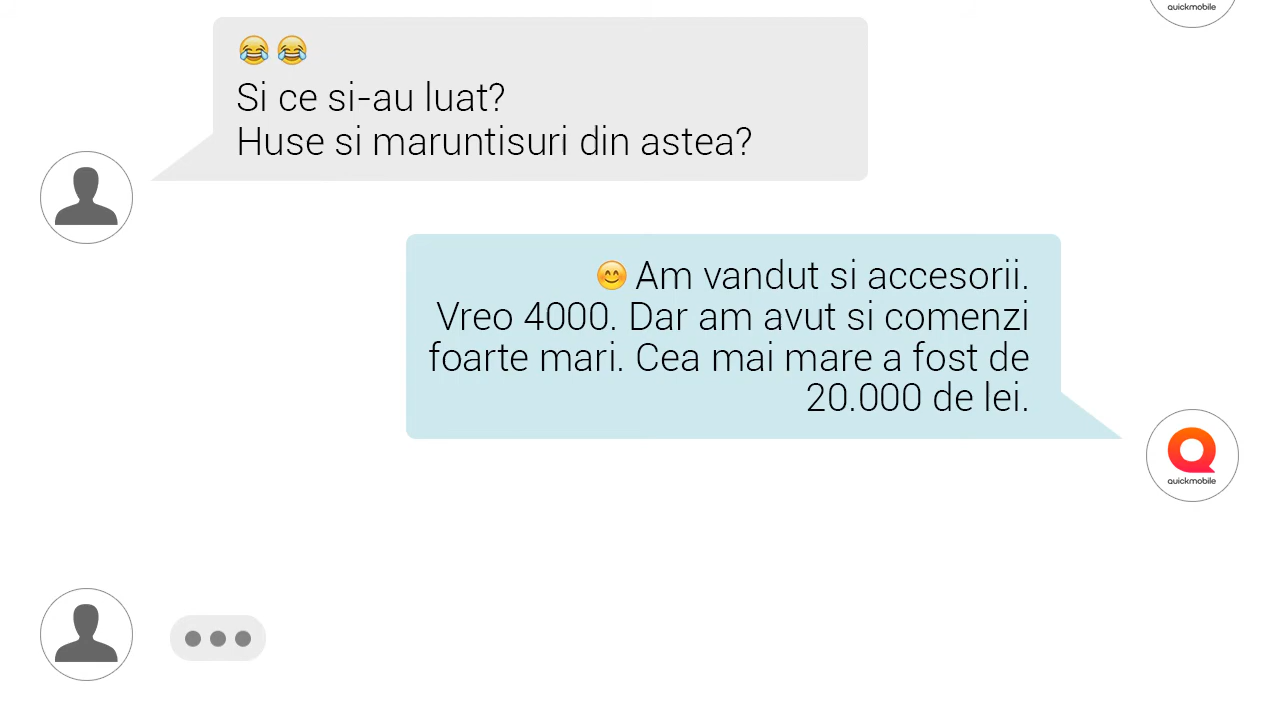 quickmobile
😂 😂
Si ce si-au luat?
Huse si maruntisuri din astea?
😊 Am vandut si accesorii.
Vreo 4000. Dar am avut si comenzi
foarte mari. Cea mai mare a fost de
20.000 de lei.
quickmobile